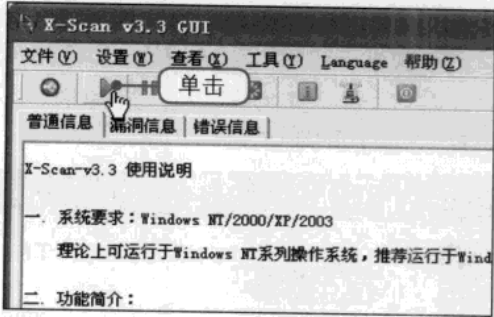 X-Scan v3.3 GUI
文件(V) 设置(W) 查看(X) 工具(Y) Language 帮助(Z)
单击
普通信息 漏洞信息 错误信息
X-Scan-v3.3 使用说明
一. 系统要求：Windows NT/2000/XP/2003
理论上可运行于Windows NT系列操作系统，推荐运行于Wind
二. 功能简介：